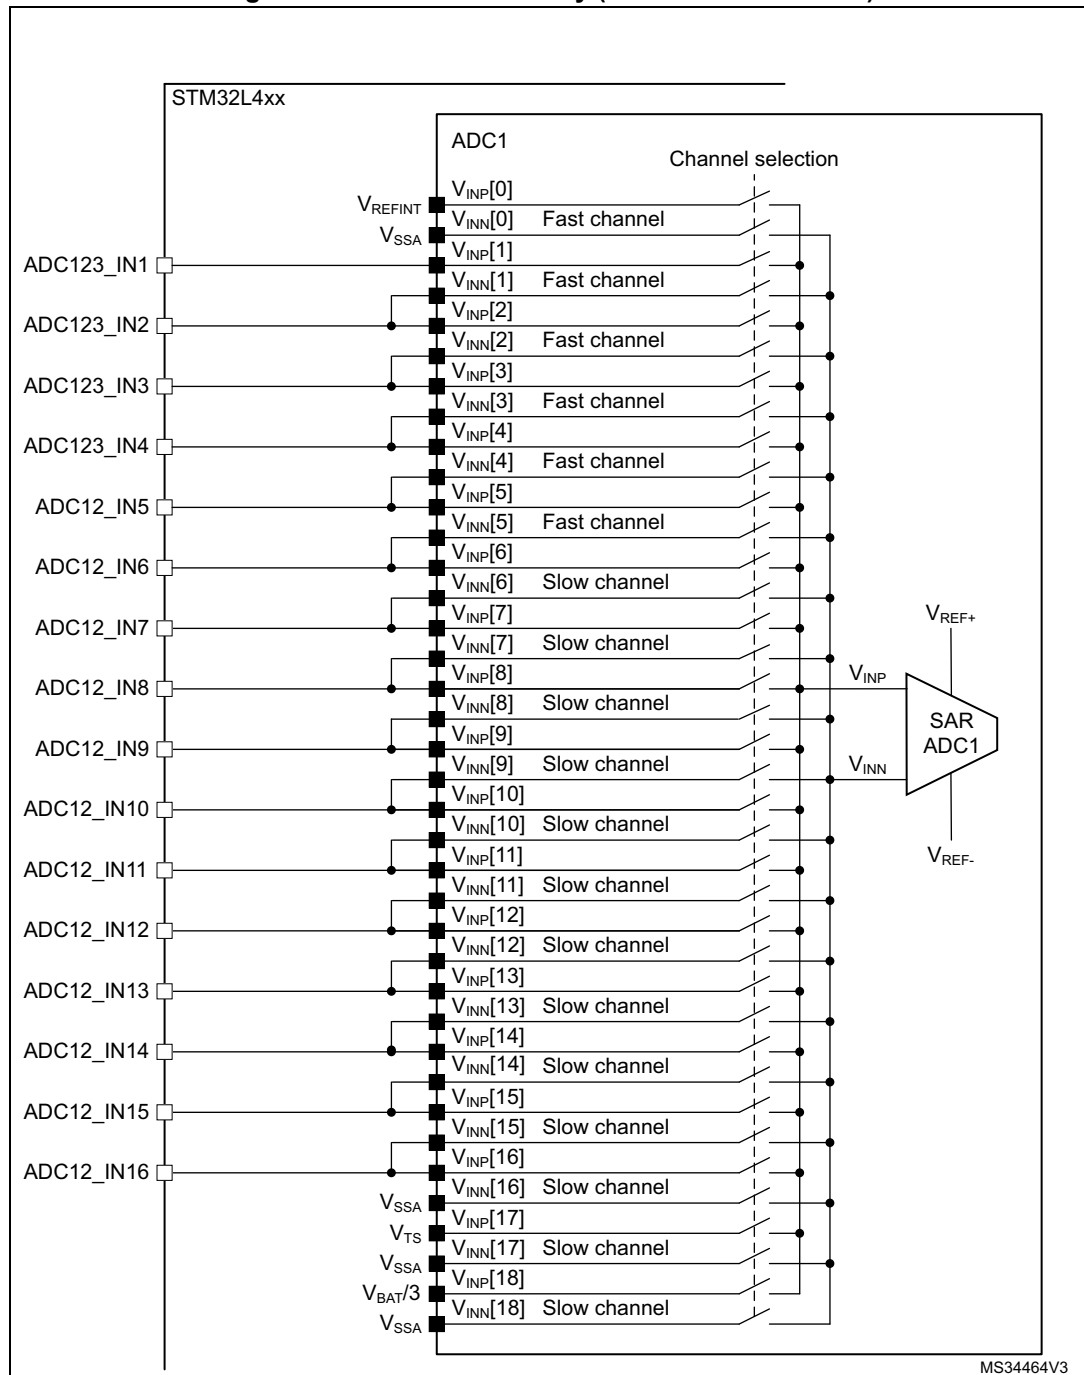 STM32L4xx
ADC1
Channel selection
VREFINT
VINP[0]
VSSA
VINN[0] Fast channel
ADC123_IN1
VINP[1]
VINN[1] Fast channel
ADC123_IN2
VINP[2]
VINN[2] Fast channel
ADC123_IN3
VINP[3]
VINN[3] Fast channel
ADC123_IN4
VINP[4]
VINN[4] Fast channel
ADC12_IN5
VINP[5]
VINN[5] Fast channel
ADC12_IN6
VINP[6]
VINN[6] Slow channel
ADC12_IN7
VINP[7]
VINN[7] Slow channel
ADC12_IN8
VINP[8]
VINN[8] Slow channel
ADC12_IN9
VINP[9]
VINN[9] Slow channel
ADC12_IN10
VINP[10]
VINN[10] Slow channel
ADC12_IN11
VINP[11]
VINN[11] Slow channel
ADC12_IN12
VINP[12]
VINN[12] Slow channel
ADC12_IN13
VINP[13]
VINN[13] Slow channel
ADC12_IN14
VINP[14]
VINN[14] Slow channel
ADC12_IN15
VINP[15]
VINN[15] Slow channel
ADC12_IN16
VINP[16]
VSSA
VINN[16] Slow channel
VTS
VINP[17]
VSSA
VINN[17] Slow channel
VBAT/3
VINP[18]
VSSA
VINN[18] Slow channel
VREF+
VINP
SAR
ADC1
VINN
VREF-
MS34464V3